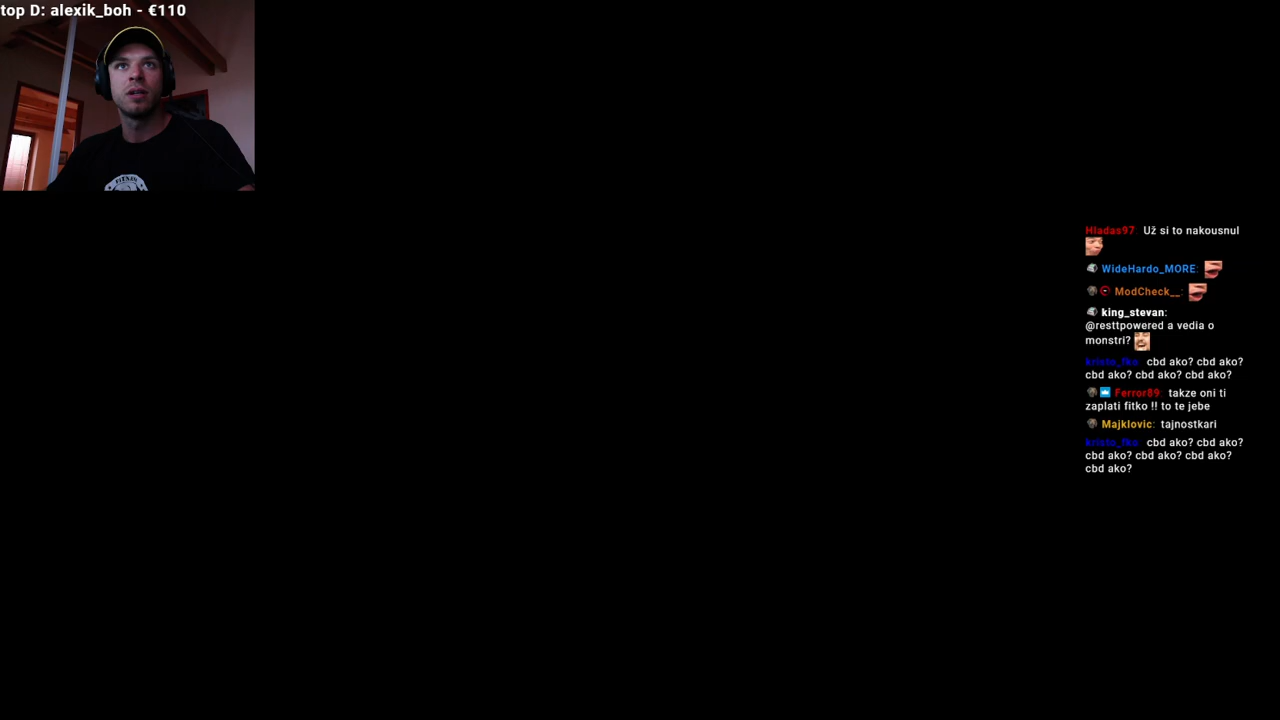 top D: alexik_boh - €110
Hladas97 Už si to nakousnul
WideHardo_MORE:
ModCheck__:
king_stevan:
@resttpowered a vedia o
monstri?
kristo_fko cbd ako? cbd ako?
cbd ako? cbd ako? cbd ako?
Ferror89 takze oni ti
zaplati fitko !! to te jebe
Majklovic: tajnostkari
kristo_fko cbd ako? cbd ako?
cbd ako? cbd ako? cbd ako?
cbd ako?